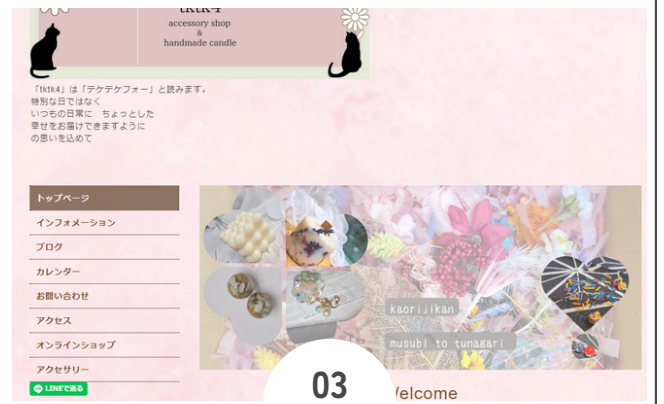 tktk4
accessory shop
&
handmade candle
「tktk4」は「テケテケフォー」と読みます。
特別な日ではなく
いつもの日常に　ちょっとした
幸せをお届けできますように
の思いを込めて
トップページ
インフォメーション
ブログ
カレンダー
お問い合わせ
アクセス
オンラインショップ
アクセサリー
LINEで送る
kaorijikan
musubi to tunagari
03
Welcome